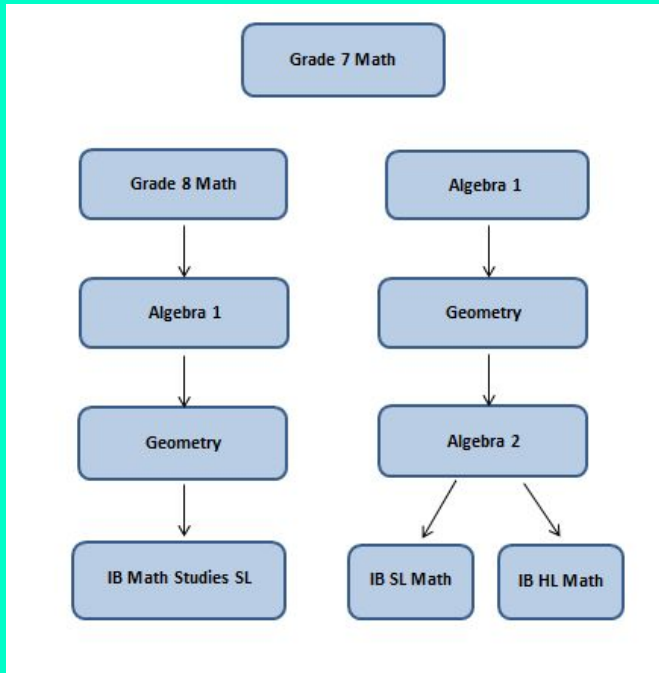 Grade 7 Math
Grade 8 Math
Algebra 1
Algebra 1
Geometry
Geometry
Algebra 2
IB Math Studies SL
IB SL Math
IB HL Math